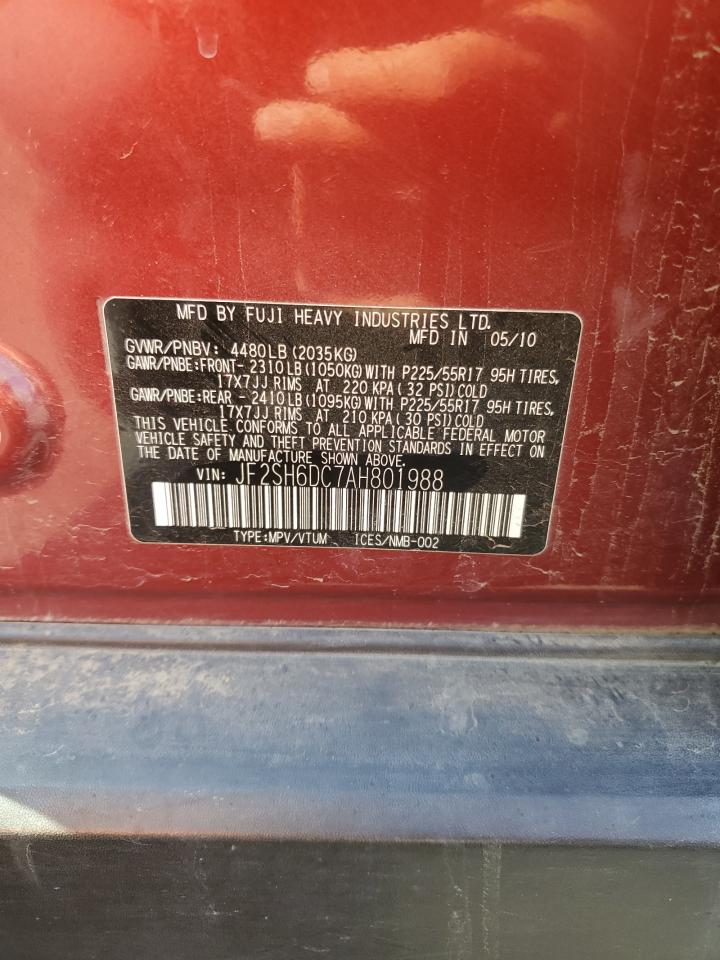 MFD BY FUJI HEAVY INDUSTRIES LTD.
MFD IN 05/10
GVWR/PNBV: 4480LB(2035KG)
GAWR/PNBE:FRONT- 2310LB(1050KG)WITH P225/55R17 95H TIRES,
17X7JJ RIMS AT 220 KPA(32 PSI)COLD
GAWR/PNBE:REAR - 2410LB(1095KG)WITH P225/55R17 95H TIRES,
17X7JJ RIMS AT 210 KPA(30 PSI)COLD
THIS VEHICLE CONFORMS TO ALL APPLICABLE FEDERAL MOTOR
VEHICLE SAFETY AND THEFT PREVENTION STANDARDS IN EFFECT ON
THE DATE OF MANUFACTURE SHOWN ABOVE.
VIN: JF2SH6DC7AH801988
TYPE:MPV/VTUM ICES/NMB-002